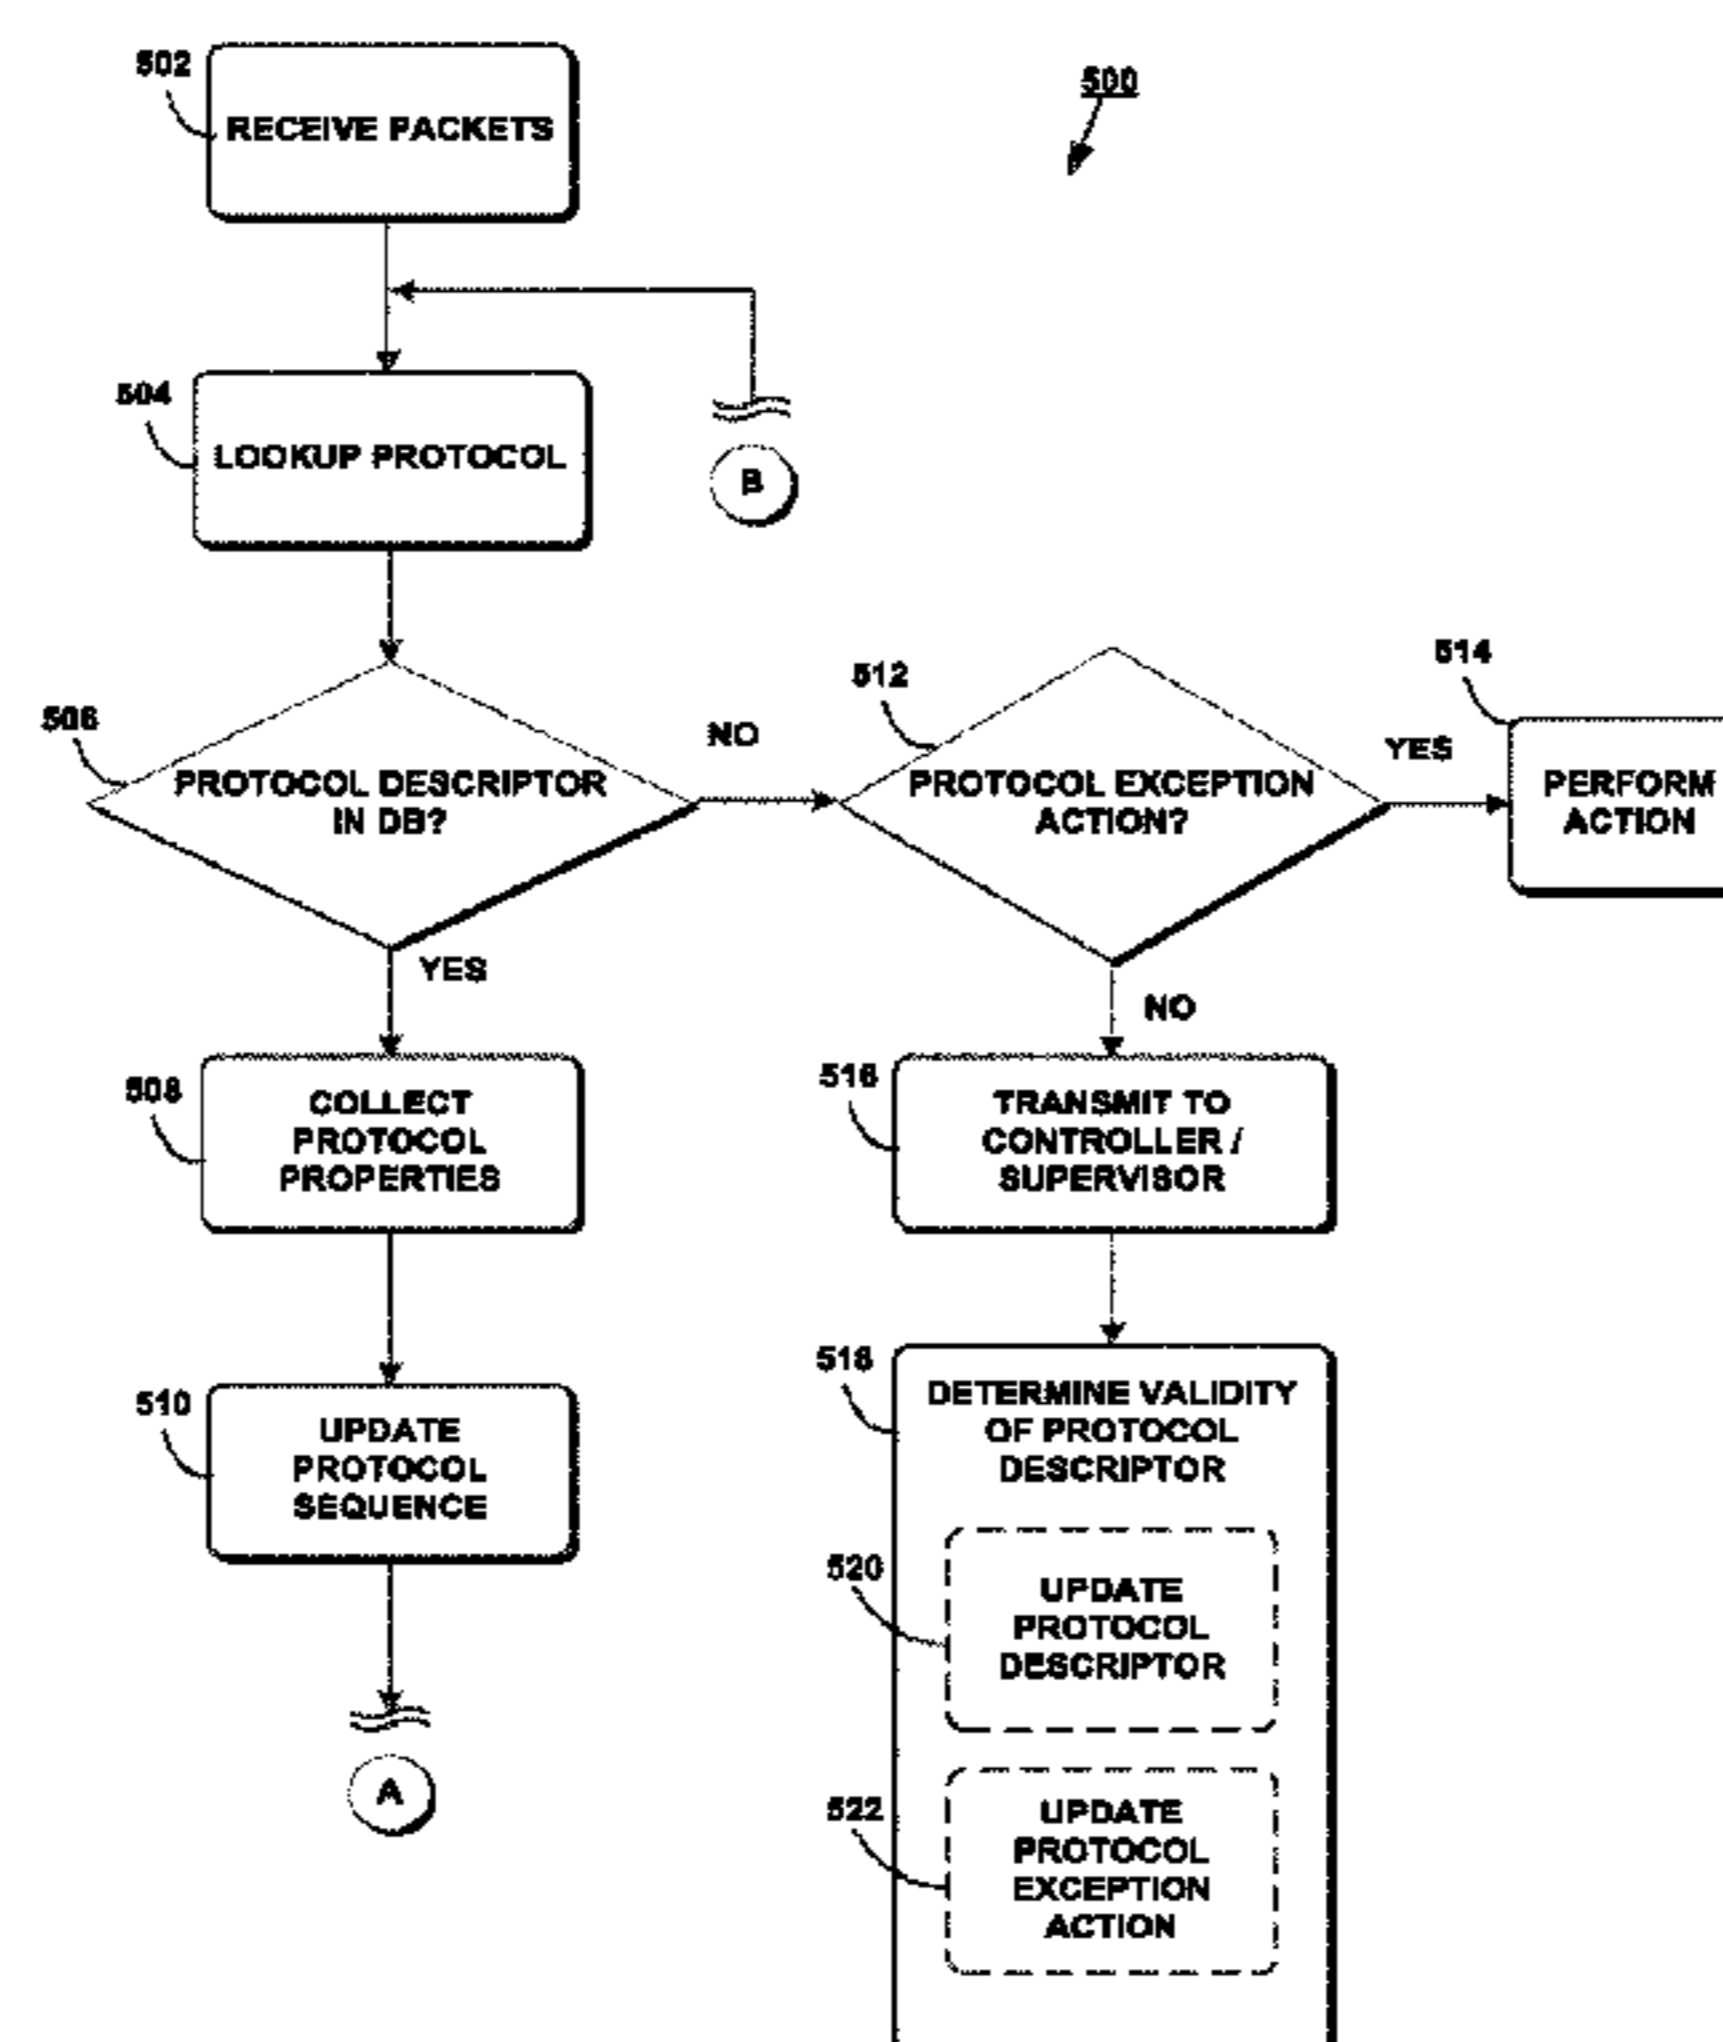 502
RECEIVE PACKETS
500
504
LOOKUP PROTOCOL
B
506
PROTOCOL DESCRIPTOR
IN DB?
NO
512
PROTOCOL EXCEPTION
ACTION?
YES
514
PERFORM
ACTION
YES
NO
508
COLLECT
PROTOCOL
PROPERTIES
516
TRANSMIT TO
CONTROLLER /
SUPERVISOR
510
UPDATE
PROTOCOL
SEQUENCE
A
518
DETERMINE VALIDITY
OF PROTOCOL
DESCRIPTOR
520
UPDATE
PROTOCOL
DESCRIPTOR
522
UPDATE
PROTOCOL
EXCEPTION
ACTION